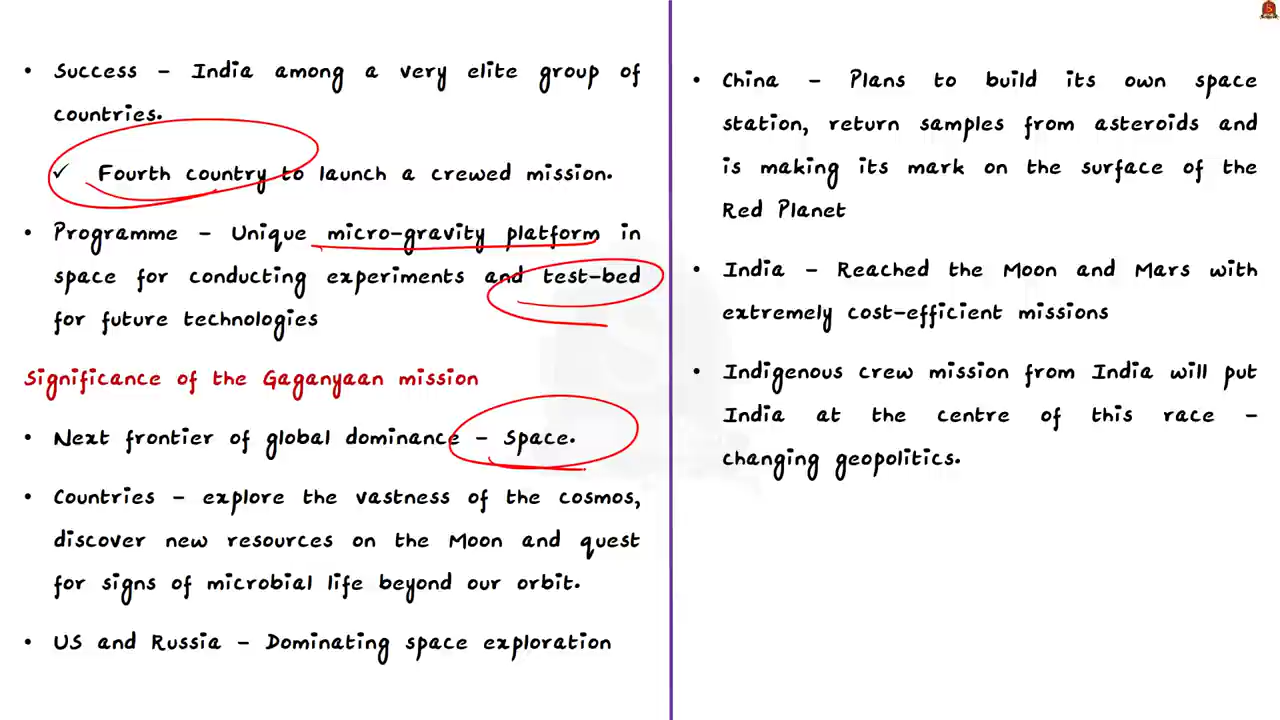 • Success – India among a very elite group of
countries.
✓ Fourth country to launch a crewed mission.
• Programme – Unique micro-gravity platform in
space for conducting experiments and test-bed
for future technologies
Significance of the Gaganyaan mission
• Next frontier of global dominance – Space.
• Countries – explore the vastness of the cosmos,
discover new resources on the Moon and quest
for signs of microbial life beyond our orbit.
• US and Russia – Dominating space exploration
• China – Plans to build its own space
station, return samples from asteroids and
is making its mark on the surface of the
Red Planet
• India – Reached the Moon and Mars with
extremely cost-efficient missions
• Indigenous crew mission from India will put
India at the centre of this race –
changing geopolitics.